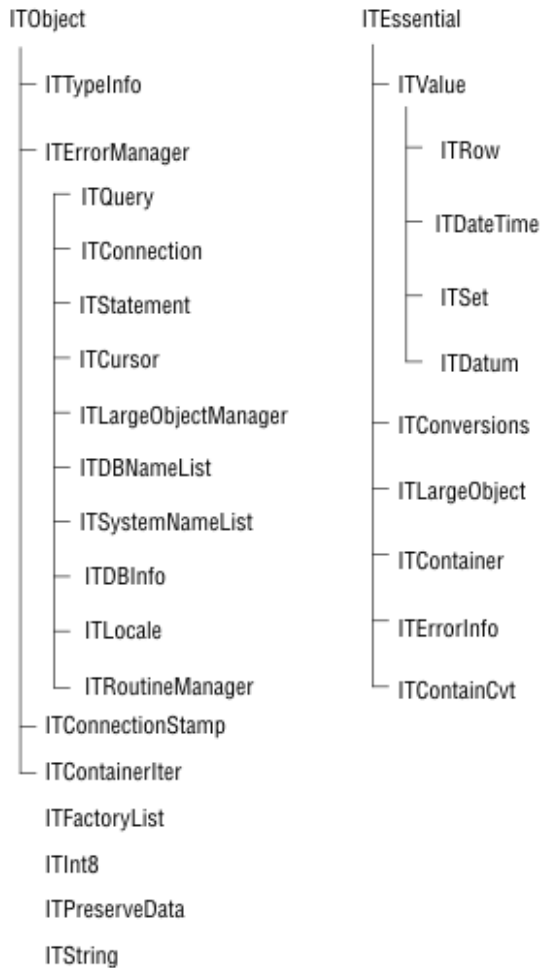 ITObject
ITTypeInfo
ITErrorManager
ITQuery
ITConnection
ITStatement
ITCursor
ITLargeObjectManager
ITDBNameList
ITSystemNameList
ITDBInfo
ITLocale
ITRoutineManager
ITConnectionStamp
ITContainerIter
ITFactoryList
ITInt8
ITPreserveData
ITString
ITEssential
ITValue
ITRow
ITDateTime
ITSet
ITDatum
ITConversions
ITLargeObject
ITContainer
ITErrorInfo
ITContainCvt